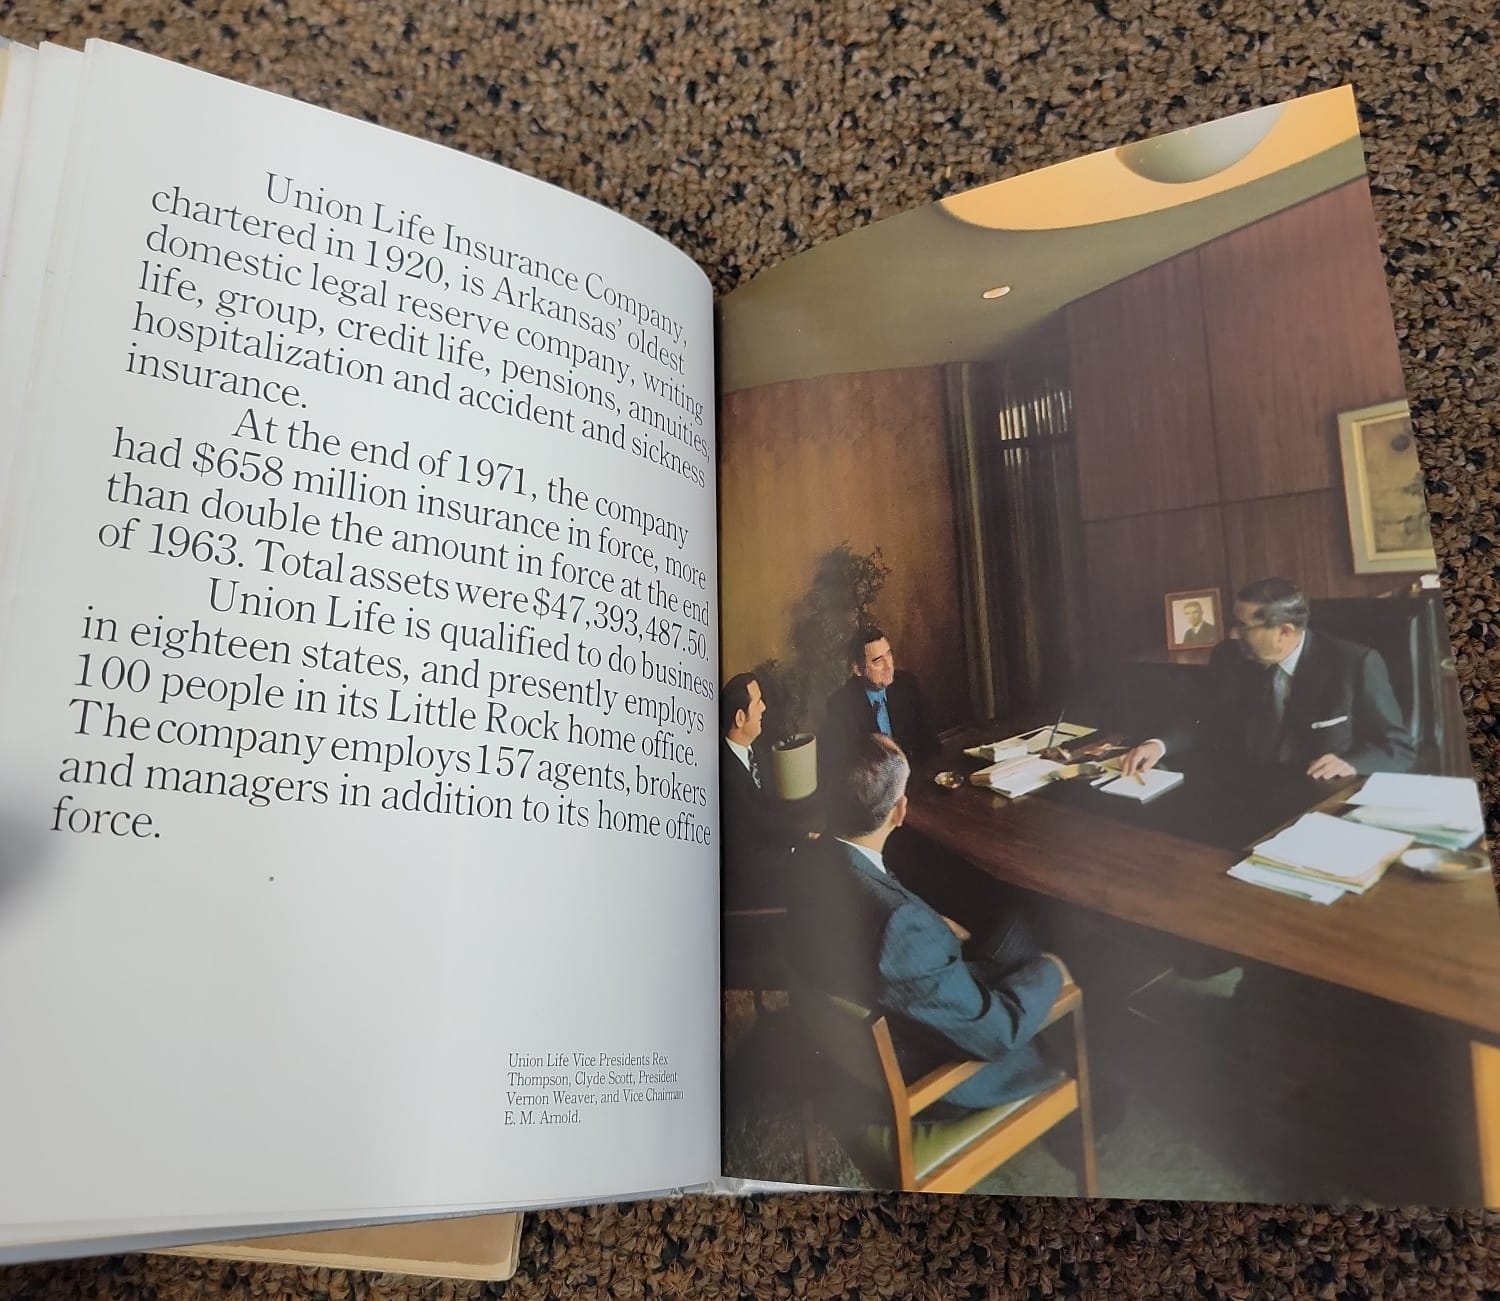 Union Life Insurance Company,
chartered in 1920, is Arkansas' oldest
domestic legal reserve company, writing
life, group, credit life, pensions, annuities,
hospitalization and accident and sickness
insurance.
At the end of 1971, the company
had $658 million insurance in force, more
than double the amount in force at the end
of 1963. Total assets were $47,393,487.50.
Union Life is qualified to do business
in eighteen states, and presently employs
100 people in its Little Rock home office.
The company employs 157 agents, brokers
and managers in addition to its home office
force.
Union Life Vice Presidents Rex
Thompson, Clyde Scott, President
Vernon Weaver, and Vice Chairman
E. M. Arnold.